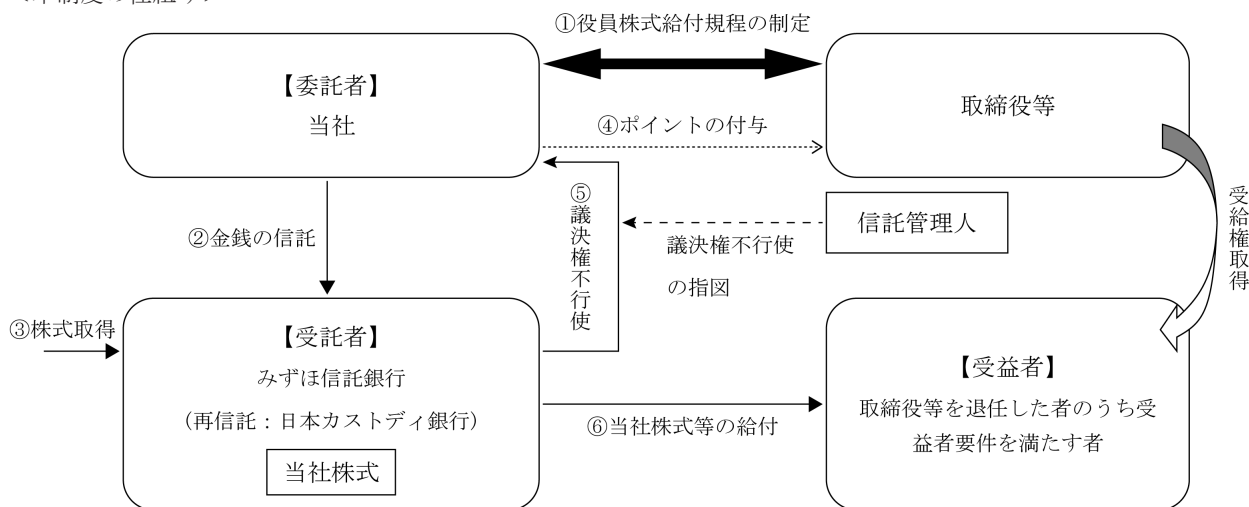 ①役員株式給付規程の制定
【委託者】
当社
取締役等
④ポイントの付与
②金銭の信託
⑤議決権不行使
信託管理人
議決権不行使
の指図
受給権取得
③株式取得
【受託者】
みずほ信託銀行
(再信託：日本カストディ銀行)
当社株式
⑥当社株式等の給付
【受益者】
取締役等を退任した者のうち受
益者要件を満たす者